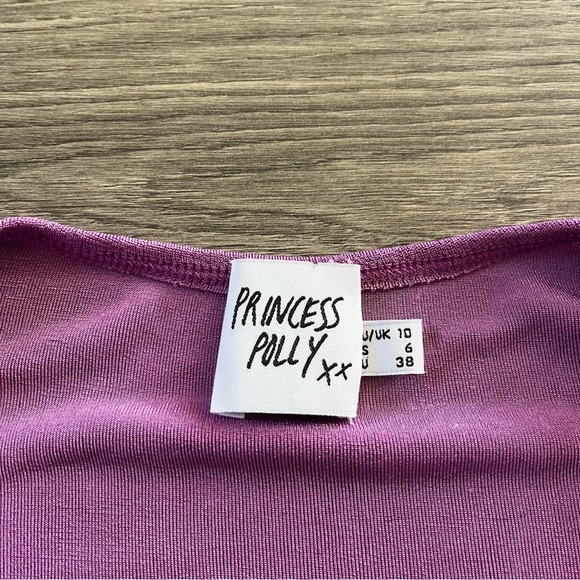 PRINCESS
POLLY xx
U/UK 10
S 6
U 38